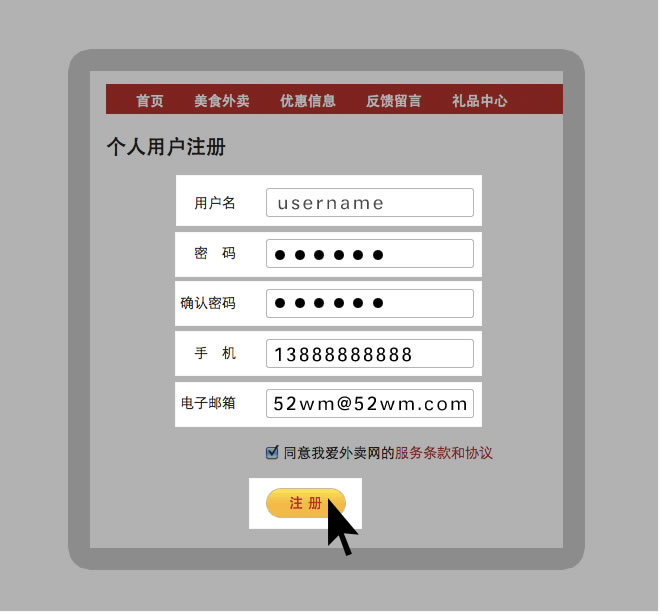 首页 美食外卖 优惠信息 反馈留言 礼品中心
个人用户注册
用户名 username
密 码 ●●●●●●
确认密码 ●●●●●●
手 机 13888888888
电子邮箱 52wm@52wm.com
同意我爱外卖网的服务条款和协议
注 册